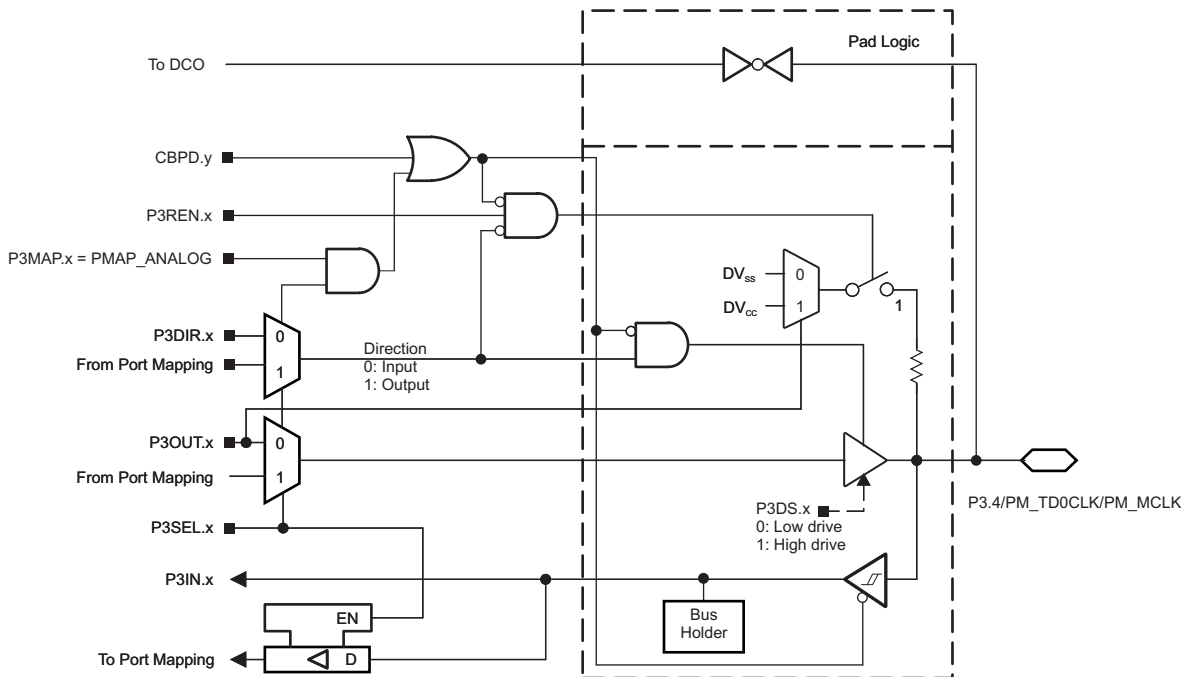 Pad Logic
To DCO
CBPD.y
P3REN.x
P3MAP.x = PMAP_ANALOG
DVss
0
DVcc
1
1
P3DIR.x
0
From Port Mapping
1
Direction
0: Input
1: Output
P3OUT.x
0
From Port Mapping
1
P3DS.x
0: Low drive
1: High drive
P3.4/PM_TD0CLK/PM_MCLK
P3SEL.x
P3IN.x
EN
Bus
Holder
To Port Mapping
D